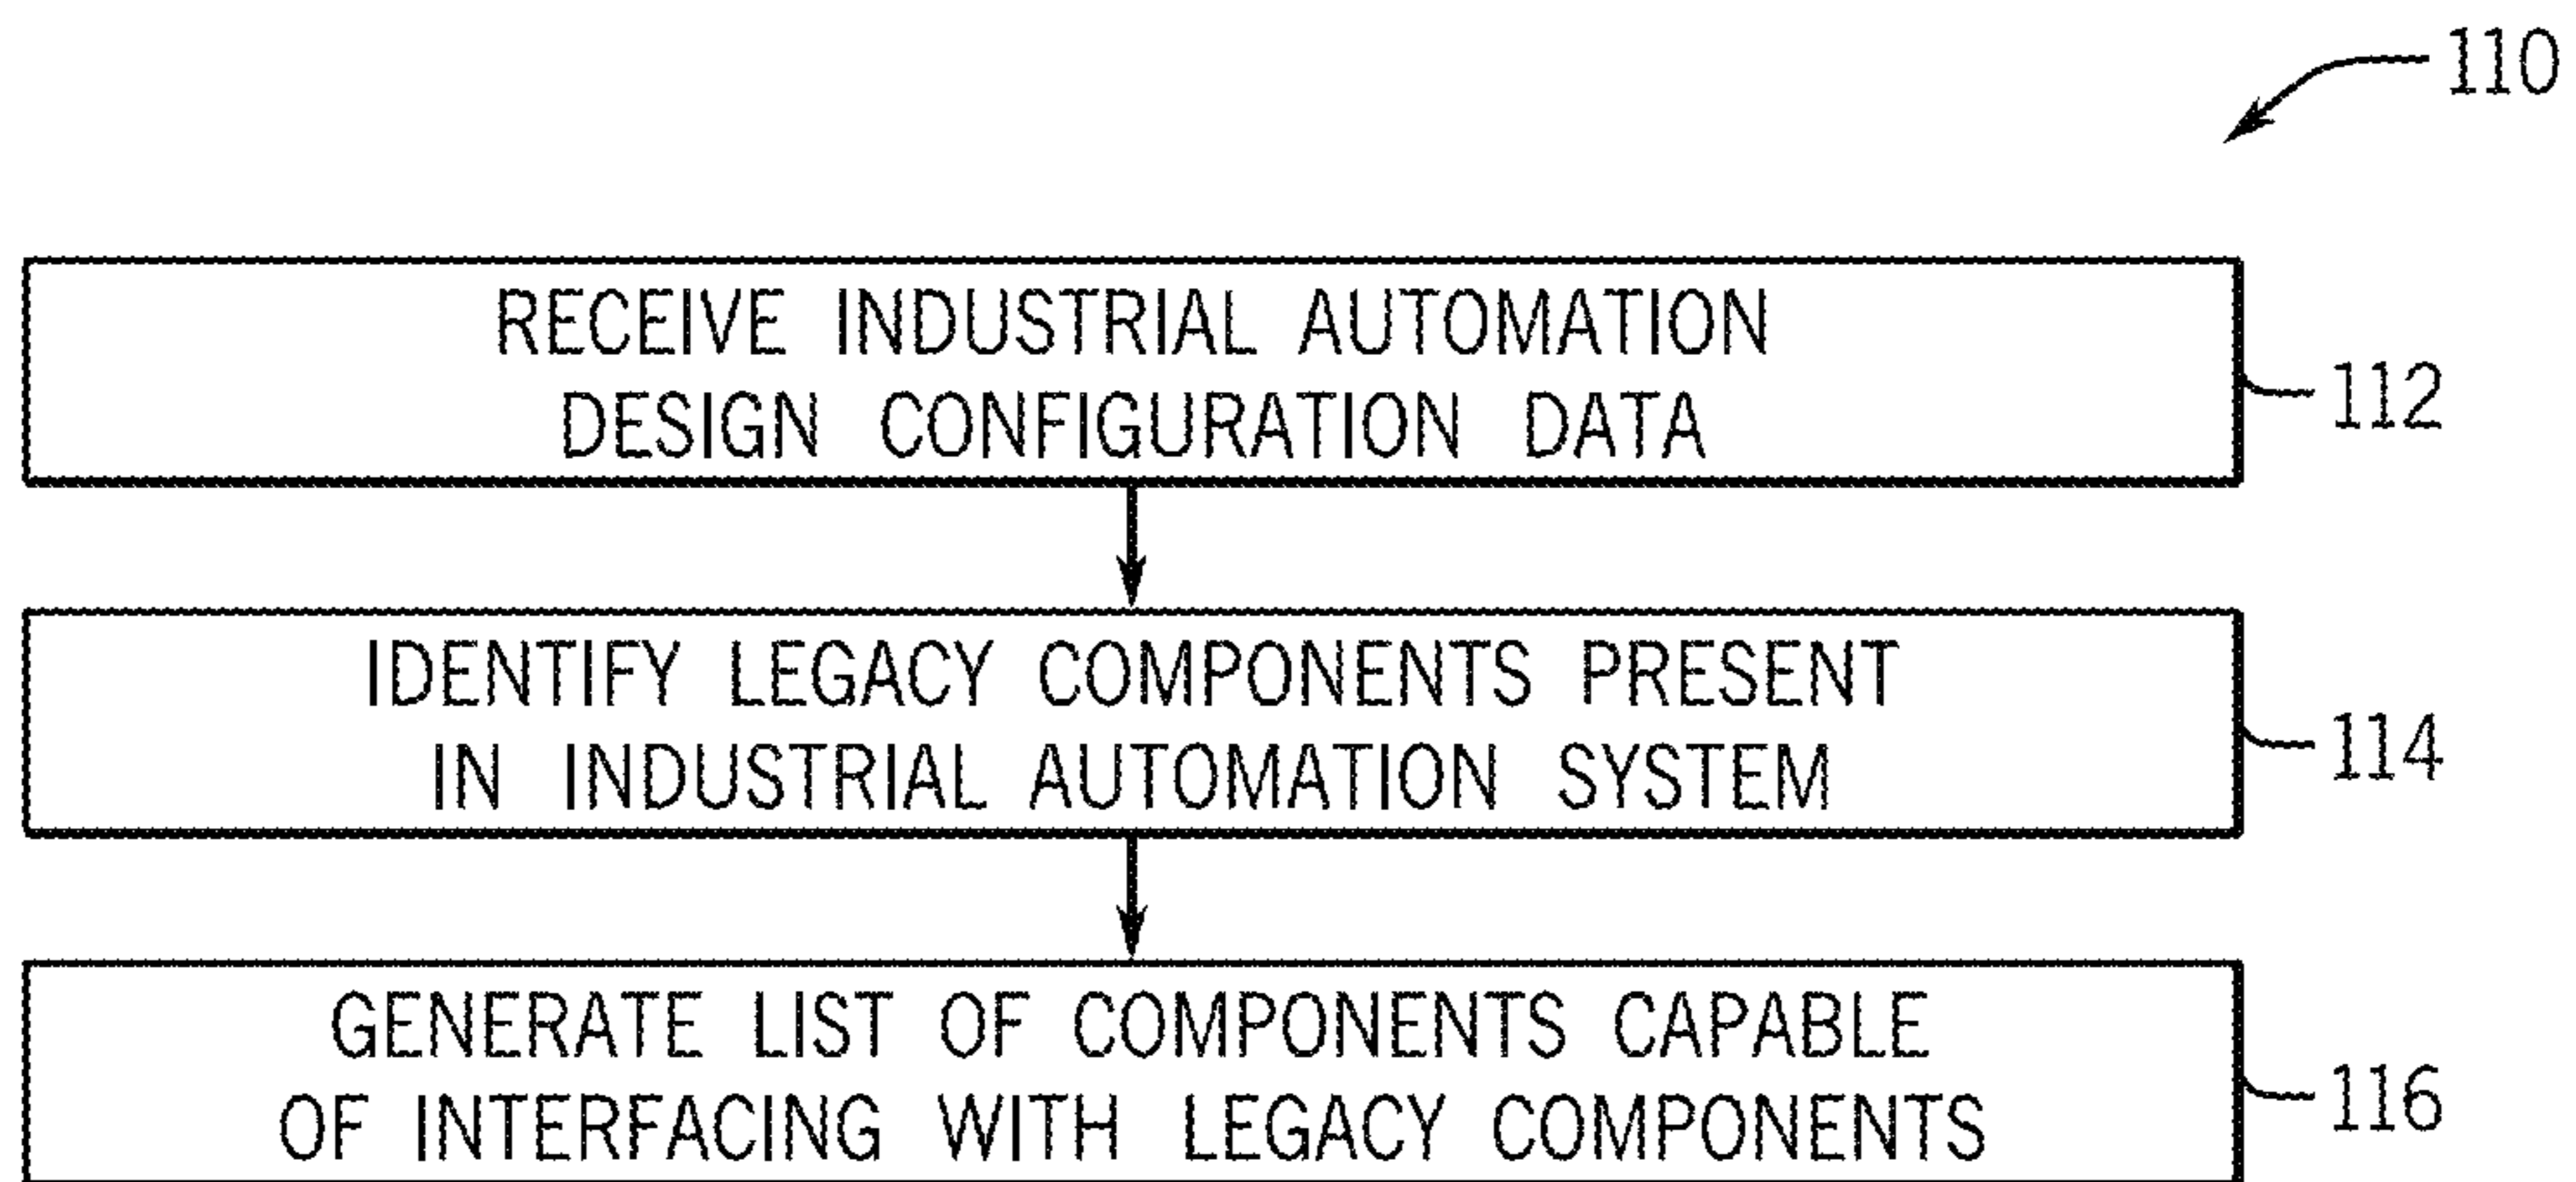 110
RECEIVE INDUSTRIAL AUTOMATION
DESIGN CONFIGURATION DATA
112
IDENTIFY LEGACY COMPONENTS PRESENT
IN INDUSTRIAL AUTOMATION SYSTEM
114
GENERATE LIST OF COMPONENTS CAPABLE
OF INTERFACING WITH LEGACY COMPONENTS
116